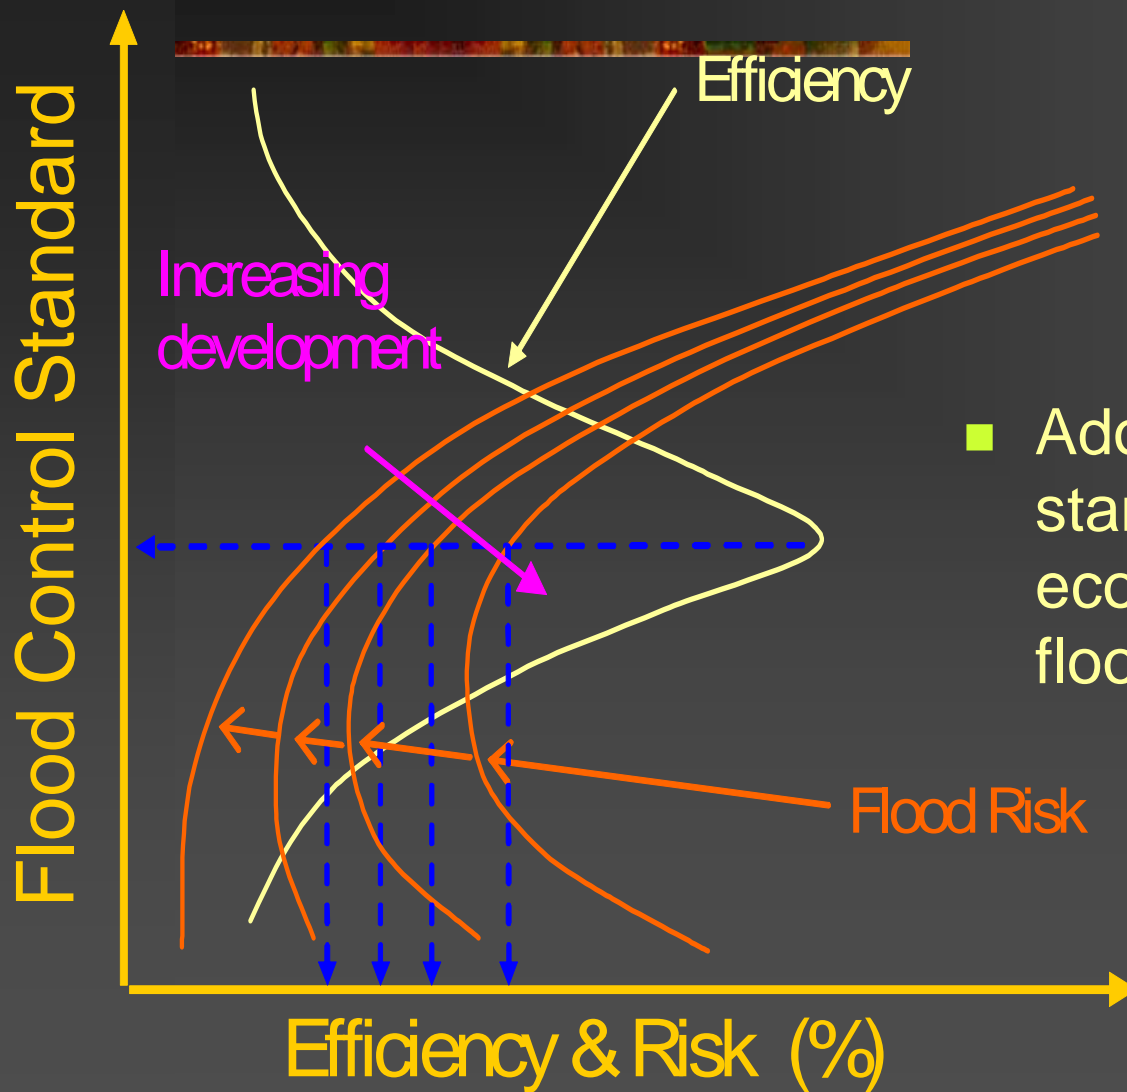 Efficiency
Flood Control Standard
Increasing
development
Flood Risk
Efficiency & Risk (%)